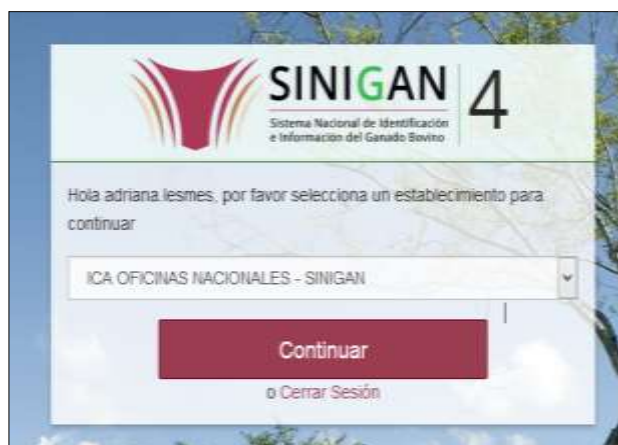 SINIGAN 4
Sistema Nacional de Identificación
e Información del Ganado Bovino
Hola adriana.lesmes, por favor selecciona un establecimiento para
continuar
ICA OFICINAS NACIONALES - SINIGAN
Continuar
o Cerrar Sesión